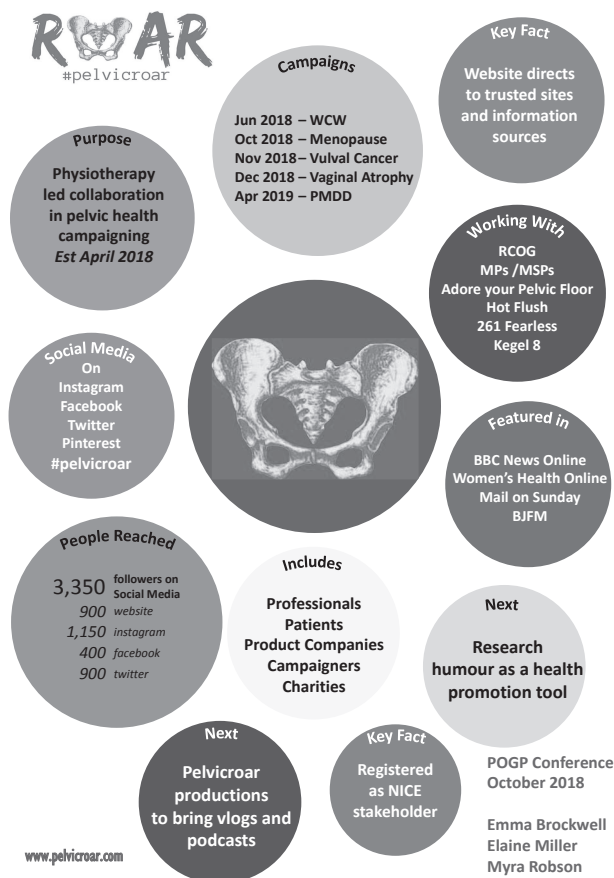 ROAR
#pelvicroar
Campaigns
Jun 2018 – WCW
Oct 2018 – Menopause
Nov 2018 – Vulval Cancer
Dec 2018 – Vaginal Atrophy
Apr 2019 – PMDD
Key Fact
Website directs
to trusted sites
and information
sources
Purpose
Physiotherapy
led collaboration
in pelvic health
campaigning
Est April 2018
Working With
RCOG
MPs /MSPs
Adore your Pelvic Floor
Hot Flush
261 Fearless
Kegel 8
Social Media
On
Instagram
Facebook
Twitter
Pinterest
#pelvicroar
Featured in
BBC News Online
Women's Health Online
Mail on Sunday
BJFM
People Reached
3,350 followers on
Social Media
900 website
1,150 instagram
400 facebook
900 twitter
Includes
Professionals
Patients
Product Companies
Campaigners
Charities
Next
Research
humour as a health
promotion tool
Next
Pelvicroar
productions
to bring vlogs and
podcasts
Key Fact
Registered
as NICE
stakeholder
POGP Conference
October 2018
Emma Brockwell
Elaine Miller
Myra Robson
www.pelvicroar.com